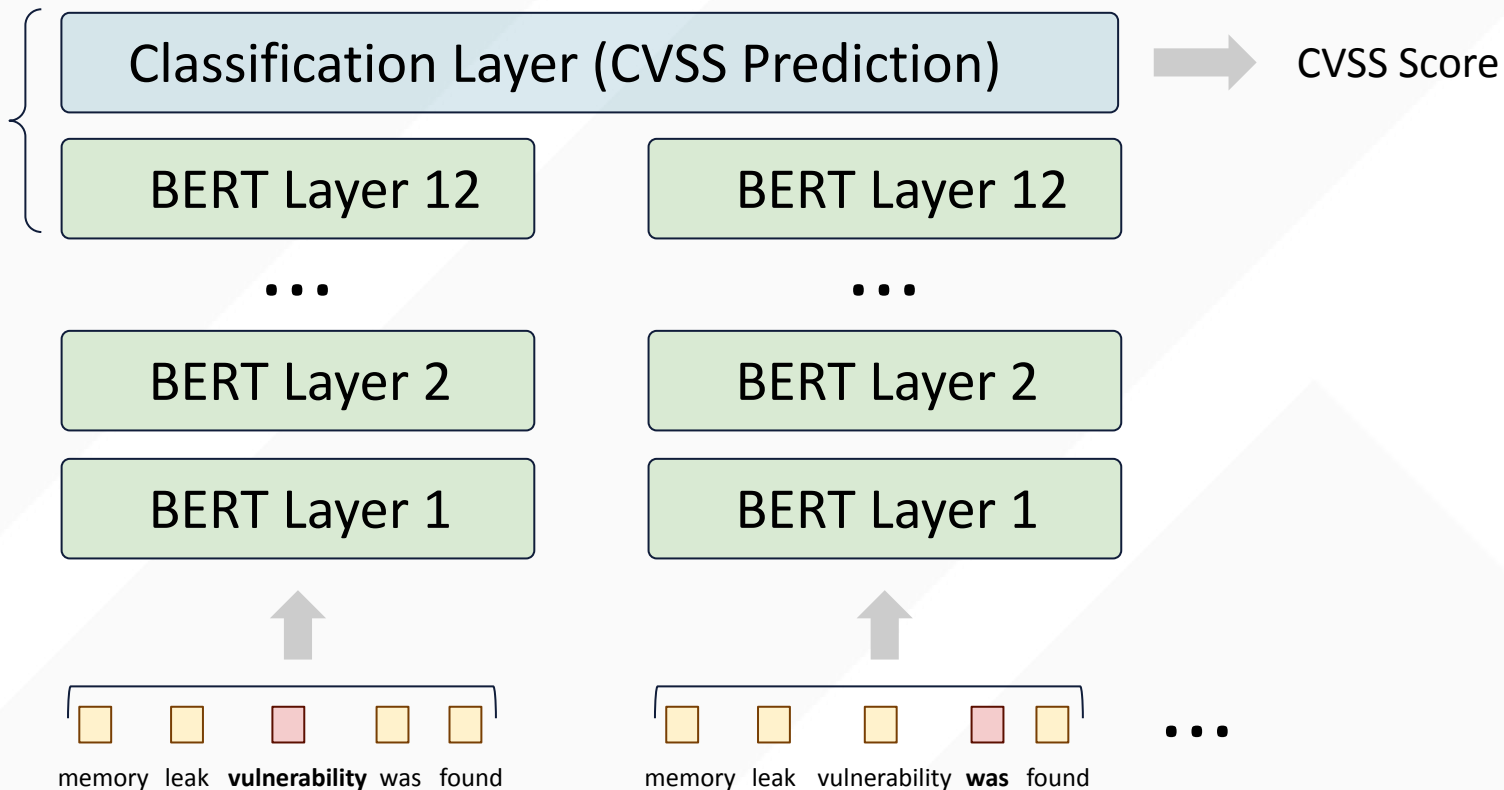 Classification Layer (CVSS Prediction)
CVSS Score
BERT Layer 12
BERT Layer 12
...
...
BERT Layer 2
BERT Layer 2
BERT Layer 1
BERT Layer 1
...
memory leak vulnerability was found
memory leak vulnerability was found